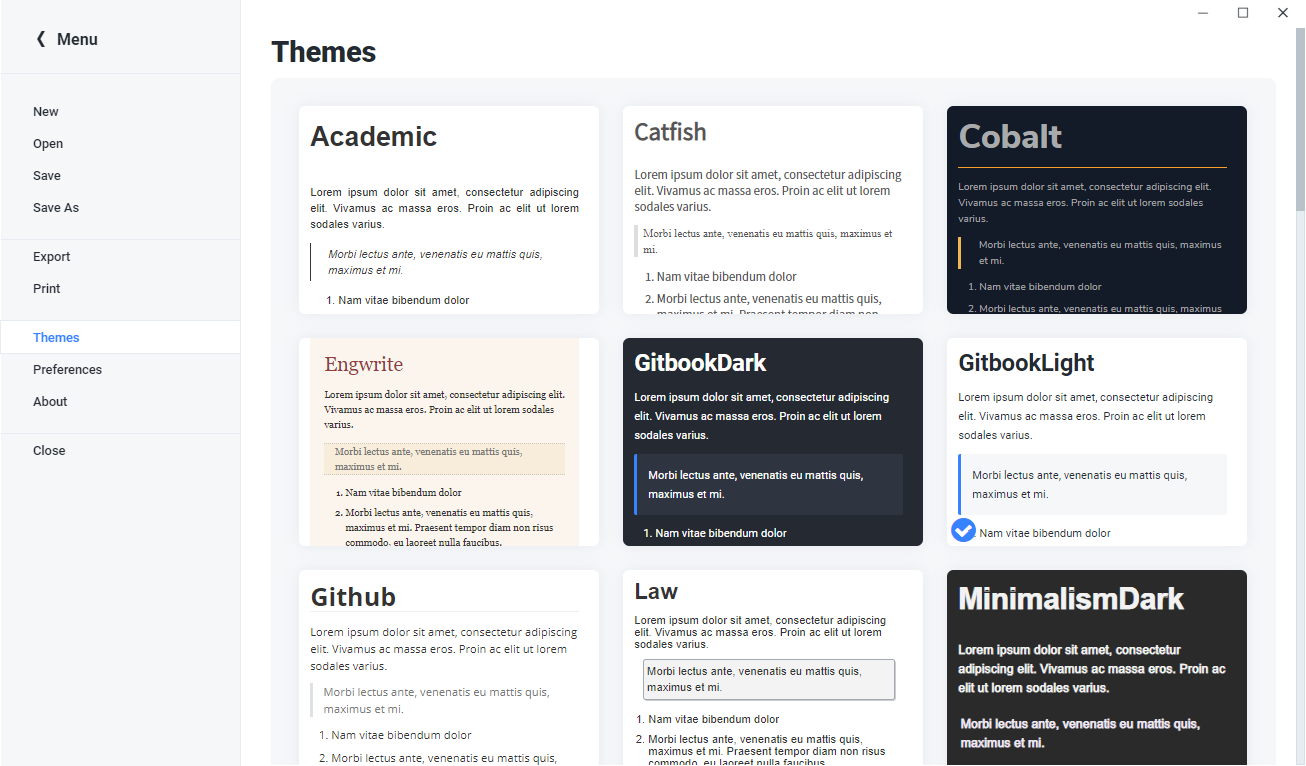 Menu
New
Open
Save
Save As
Export
Print
Themes
Preferences
About
Close
Themes
Academic
Lorem ipsum dolor sit amet, consectetur adipiscing
elit. Vivamus ac massa eros. Proin ac elit ut lorem
sodales varius.
Morbi lectus ante, venenatis eu mattis quis,
maximus et mi.
1. Nam vitae bibendum dolor
Catfish
Lorem ipsum dolor sit amet, consectetur adipiscing
elit. Vivamus ac massa eros. Proin ac elit ut lorem
sodales varius.
Morbi lectus ante, venenatis eu mattis quis, maximus et
mi.
1. Nam vitae bibendum dolor
2. Morbi lectus ante, venenatis eu mattis quis,
maximus et mi. Praesent tempor diam non
Cobalt
Lorem ipsum dolor sit amet, consectetur adipiscing elit.
Vivamus ac massa eros. Proin ac elit ut lorem sodales
varius.
Morbi lectus ante, venenatis eu mattis quis, maximus
et mi.
1. Nam vitae bibendum dolor
2. Morbi lectus ante, venenatis eu mattis quis, maximus
Engwrite
Lorem ipsum dolor sit amet, consectetur adipiscing elit.
Vivamus ac massa eros. Proin ac elit ut lorem sodales
varius.
Morbi lectus ante, venenatis eu mattis quis,
maximus et mi.
1. Nam vitae bibendum dolor
2. Morbi lectus ante, venenatis eu mattis quis,
maximus et mi. Praesent tempor diam non risus
commodo, eu laoreet nulla faucibus.
GitbookDark
Lorem ipsum dolor sit amet, consectetur adipiscing
elit. Vivamus ac massa eros. Proin ac elit ut lorem
sodales varius.
Morbi lectus ante, venenatis eu mattis quis,
maximus et mi.
1. Nam vitae bibendum dolor
GitbookLight
Lorem ipsum dolor sit amet, consectetur adipiscing
elit. Vivamus ac massa eros. Proin ac elit ut lorem
sodales varius.
Morbi lectus ante, venenatis eu mattis quis,
maximus et mi.
Nam vitae bibendum dolor
Github
Lorem ipsum dolor sit amet, consectetur adipiscing
elit. Vivamus ac massa eros. Proin ac elit ut lorem
sodales varius.
Morbi lectus ante, venenatis eu mattis quis,
maximus et mi.
1. Nam vitae bibendum dolor
2. Morbi lectus ante, venenatis eu mattis quis,
Law
Lorem ipsum dolor sit amet, consectetur adipiscing
elit. Vivamus ac massa eros. Proin ac elit ut lorem
sodales varius.
Morbi lectus ante, venenatis eu mattis quis,
maximus et mi.
1. Nam vitae bibendum dolor
2. Morbi lectus ante, venenatis eu mattis quis,
maximus et mi. Praesent tempor diam non risus
commodo, eu laoreet nulla faucibus.
MinimalismDark
Lorem ipsum dolor sit amet, consectetur
adipiscing elit. Vivamus ac massa eros. Proin ac
elit ut lorem sodales varius.
Morbi lectus ante, venenatis eu mattis quis,
maximus et mi.